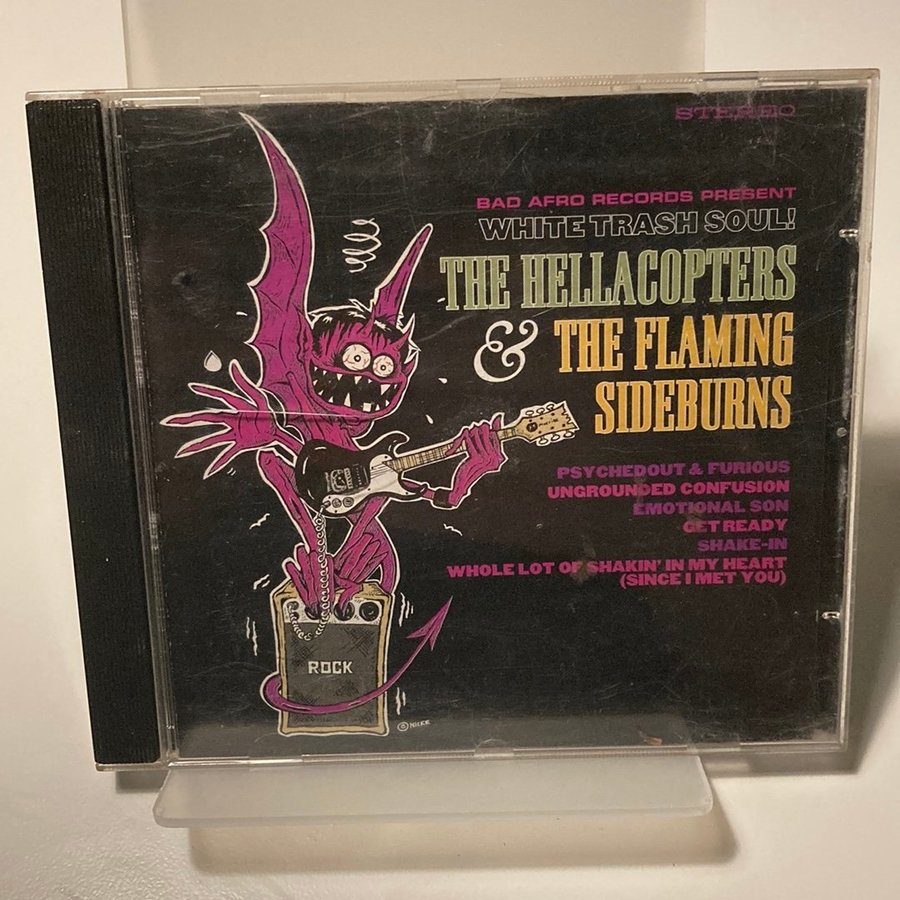 STEREO
BAD AFRO RECORDS PRESENT
WHITE TRASH SOUL!
THE HELLACOPTERS
& THE FLAMING
SIDEBURNS
PSYCHEDOUT & FURIOUS
UNGROUNDED CONFUSION
EMOTIONAL SON
GET READY
SHAKE-IN
WHOLE LOT OF SHAKIN' IN MY HEART
(SINCE I MET YOU)
ROCK
© NICKE